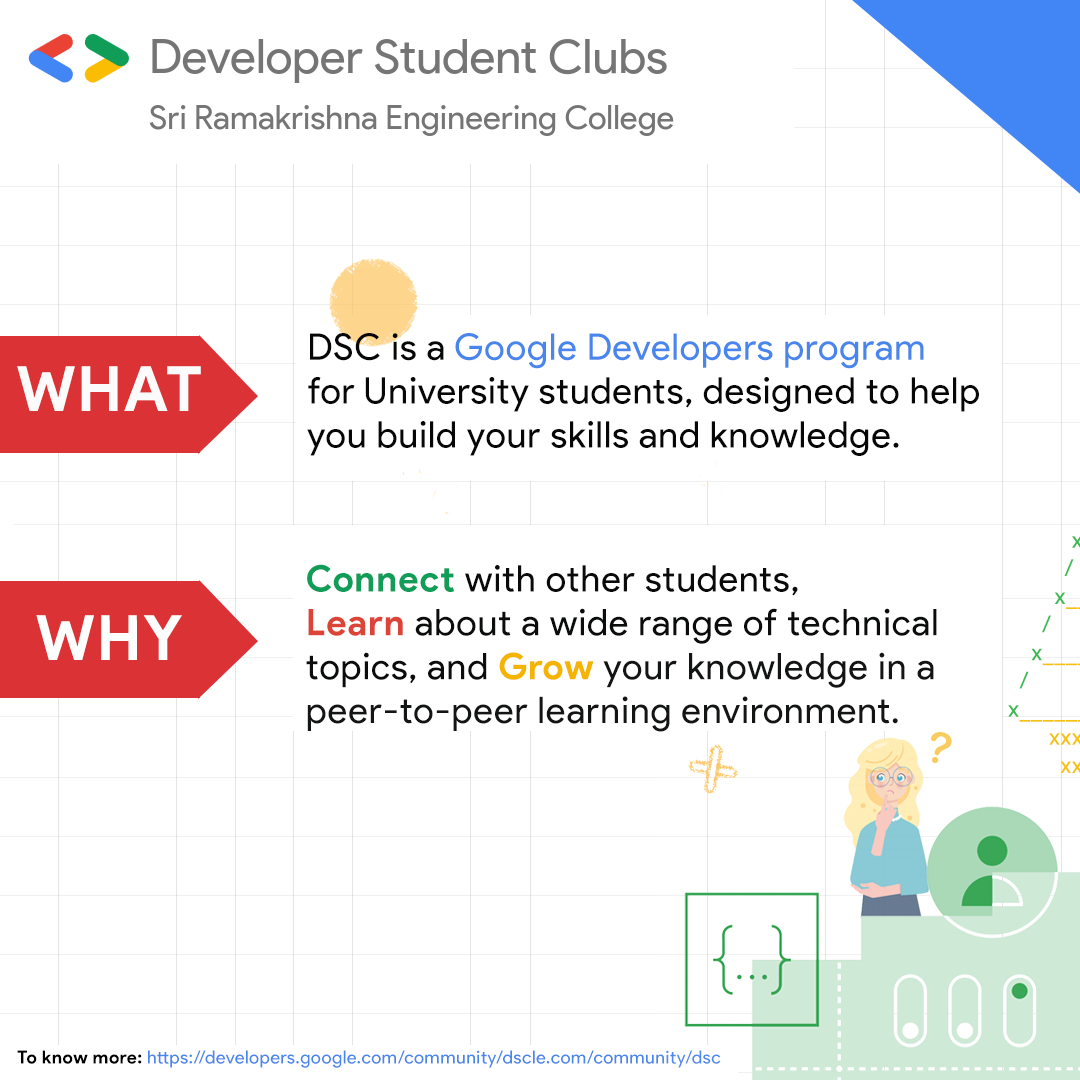 Developer Student Clubs
Sri Ramakrishna Engineering College
WHAT
DSC is a Google Developers program
for University students, designed to help
you build your skills and knowledge.
WHY
Connect with other students,
Learn about a wide range of technical
topics, and Grow your knowledge in a
peer-to-peer learning environment.
?
{...}
x
/
x_
/
x___
/
x______
xxx
xx
To know more: https://developers.google.com/community/dscle.com/community/dsc